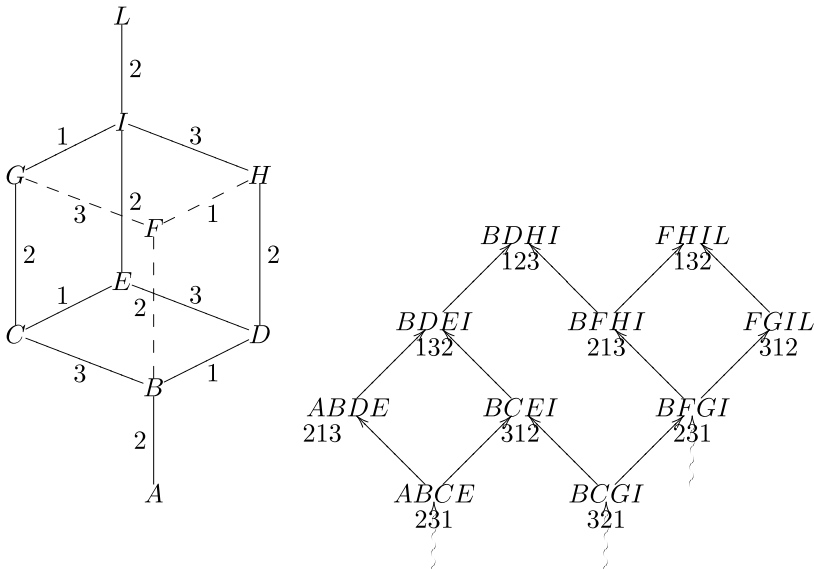 L
2
I
1
3
G
H
2
F
3
1
2
2
E
1
2
3
C
D
3
1
B
2
A
BDHI
FHIL
123
132
BDEI
BFHI
FGIL
132
213
312
ABDE
BCEI
BFGI
213
312
231
ABCE
BCGI
231
321